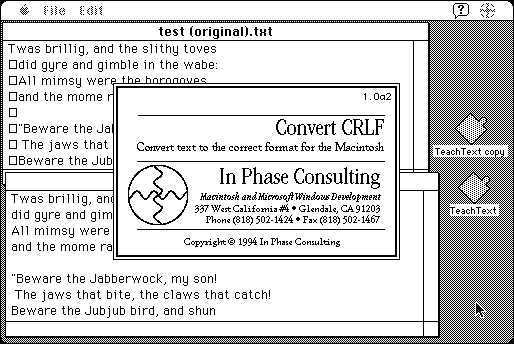 File Edit
test (original).txt
Twas brillig, and the slithy toves
did gyre and gimble in the wabe:
All mimsy were the borogoves
and the mome r
"Beware the Jab
The jaws that
Beware the Jubb
1.0a2
Convert CRLF
Convert text to the correct format for the Macintosh
In Phase Consulting
Macintosh and Microsoft Windows Development
337 West California #4 • Glendale, CA 91203
Phone (818) 502-1424 • Fax (818) 502-1467
Copyright © 1994 In Phase Consulting
TeachText copy
TeachText
Twas brillig, an
did gyre and gim
All mimsy were
and the mome ra
"Beware the Jabberwock, my son!
The jaws that bite, the claws that catch!
Beware the Jubjub bird, and shun